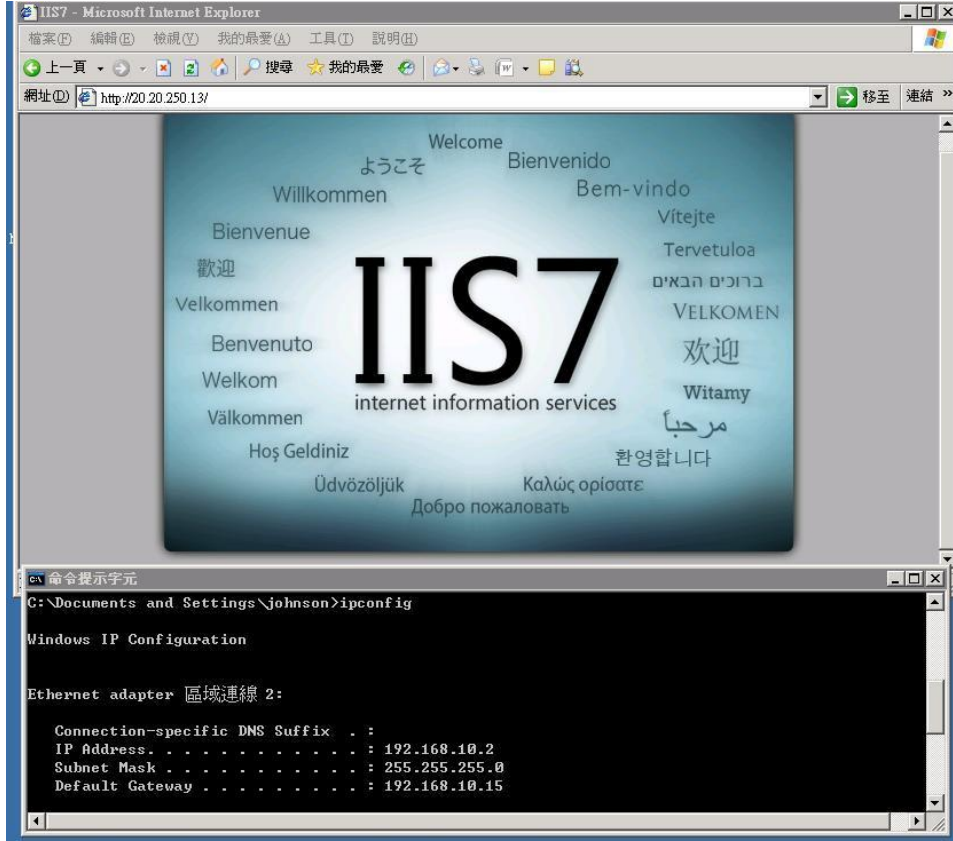 IIS7 - Microsoft Internet Explorer
檔案(F) 編輯(E) 檢視(V) 我的最愛(A) 工具(T) 說明(H)
上一頁 搜尋 我的最愛
網址(D) http://20.20.250.13/ 移至 連結 »
Welcome
ようこそ
Bienvenido
Willkommen
Bem-vindo
Vítejte
Bienvenue
Tervetuloa
歡迎
ברוכים הבאים
Velkommen
VELKOMEN
Benvenuto
欢迎
Welkom
Witamy
Välkommen
مرحباً
Hoş Geldiniz
환영합니다
Üdvözöljük
Καλώς ορίσατε
Добро пожаловать
IIS7
internet information services
命令提示字元
C:\Documents and Settings\johnson>ipconfig
Windows IP Configuration
Ethernet adapter 區域連線 2:
Connection-specific DNS Suffix . :
IP Address. . . . . . . . . . . . : 192.168.10.2
Subnet Mask . . . . . . . . . . . : 255.255.255.0
Default Gateway . . . . . . . . . : 192.168.10.15